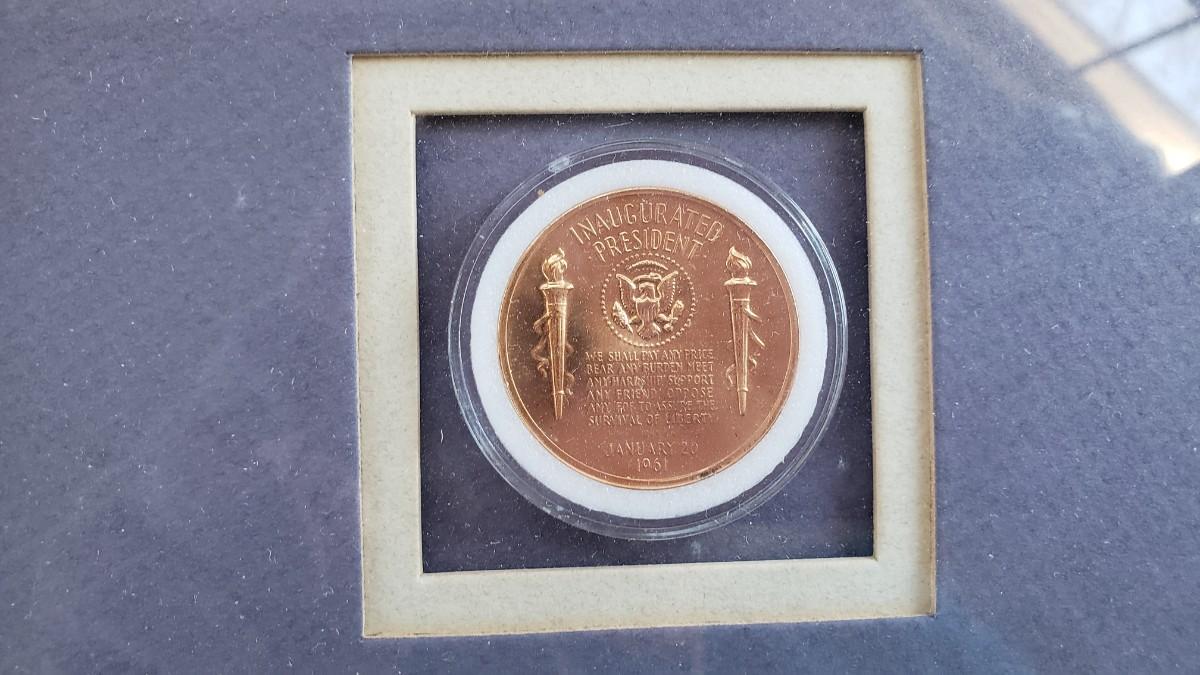 INAUGURATED
PRESIDENT
WE SHALL PAY ANY PRICE
BEAR ANY BURDEN MEET
ANY HARDSHIP SUPPORT
ANY FRIEND OPPOSE
ANY FOE TO ASSURE THE
SURVIVAL OF LIBERTY
JANUARY 20
1961